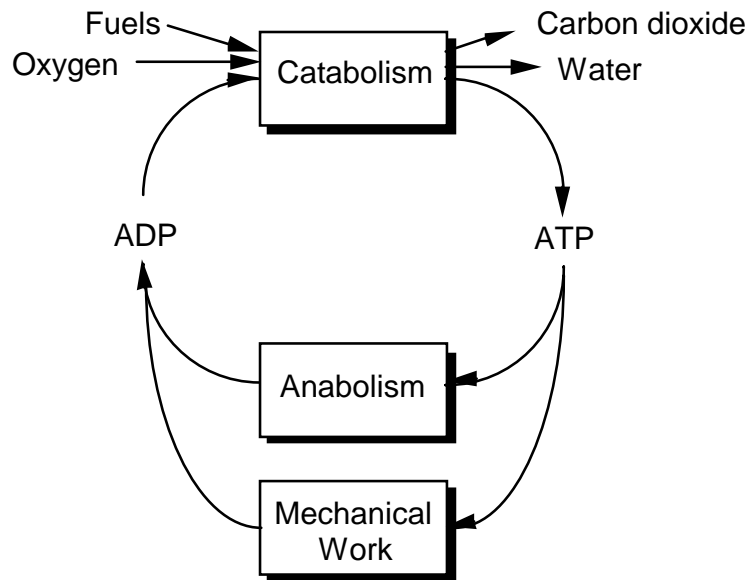 Fuels
Carbon dioxide
Oxygen
Catabolism
Water
ADP
ATP
Anabolism
Mechanical
Work